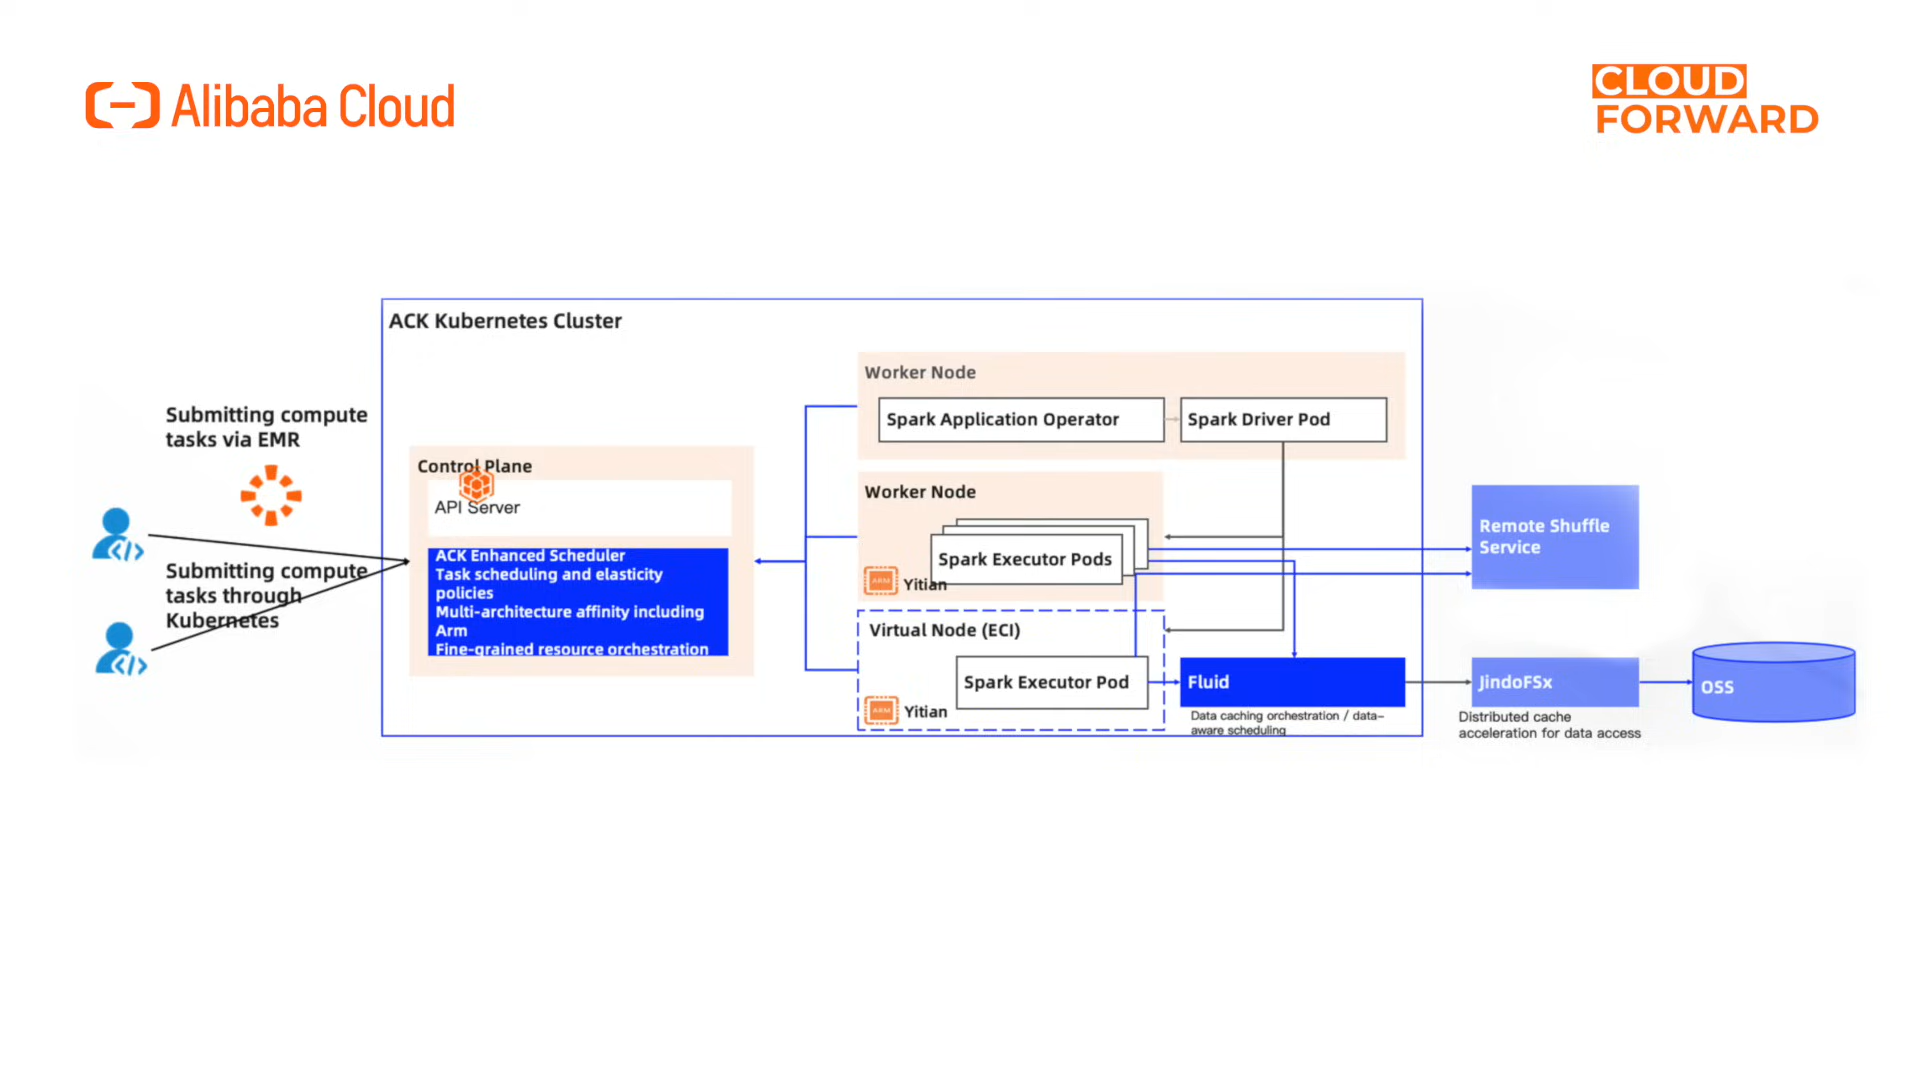 Alibaba Cloud
CLOUD
FORWARD
ACK Kubernetes Cluster
Submitting compute
tasks via EMR
Submitting compute
tasks through
Kubernetes
Control Plane
API Server
ACK Enhanced Scheduler
Task scheduling and elasticity
policies
Multi-architecture affinity including
Arm
Fine-grained resource orchestration
Worker Node
Spark Application Operator
Spark Driver Pod
Worker Node
Spark Executor Pods
ARM
Yitian
Virtual Node (ECI)
Spark Executor Pod
ARM
Yitian
Fluid
Data caching orchestration / data-
aware scheduling
Remote Shuffle
Service
JindoFSx
Distributed cache
acceleration for data access
OSS